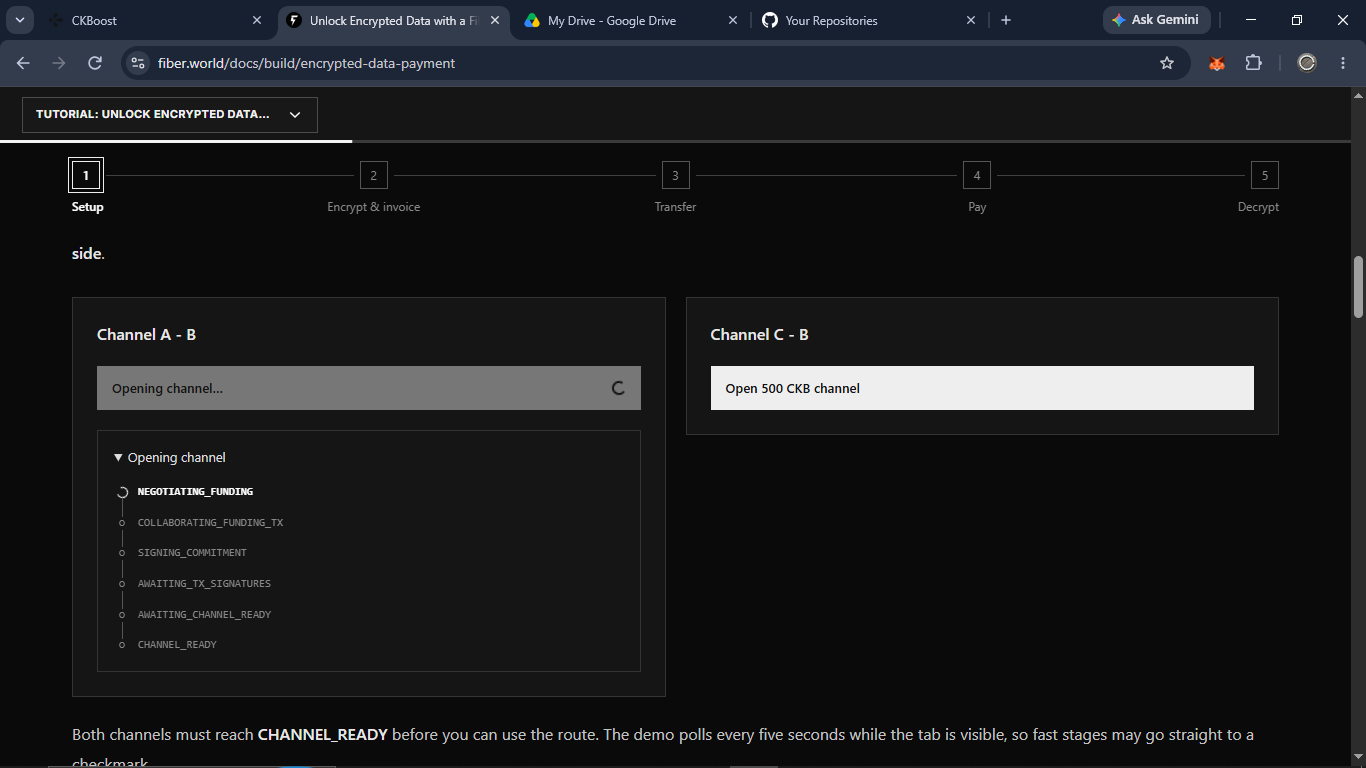 CKBoost
Unlock Encrypted Data with a Fi
My Drive - Google Drive
Your Repositories
Ask Gemini
fiber.world/docs/build/encrypted-data-payment
TUTORIAL: UNLOCK ENCRYPTED DATA...
1
2
3
4
5
Setup
Encrypt & invoice
Transfer
Pay
Decrypt
side.
Channel A - B
Opening channel...
Opening channel
NEGOTIATING_FUNDING
COLLABORATING_FUNDING_TX
SIGNING_COMMITMENT
AWAITING_TX_SIGNATURES
AWAITING_CHANNEL_READY
CHANNEL_READY
Channel C - B
Open 500 CKB channel
Both channels must reach CHANNEL_READY before you can use the route. The demo polls every five seconds while the tab is visible, so fast stages may go straight to a
checkmark.